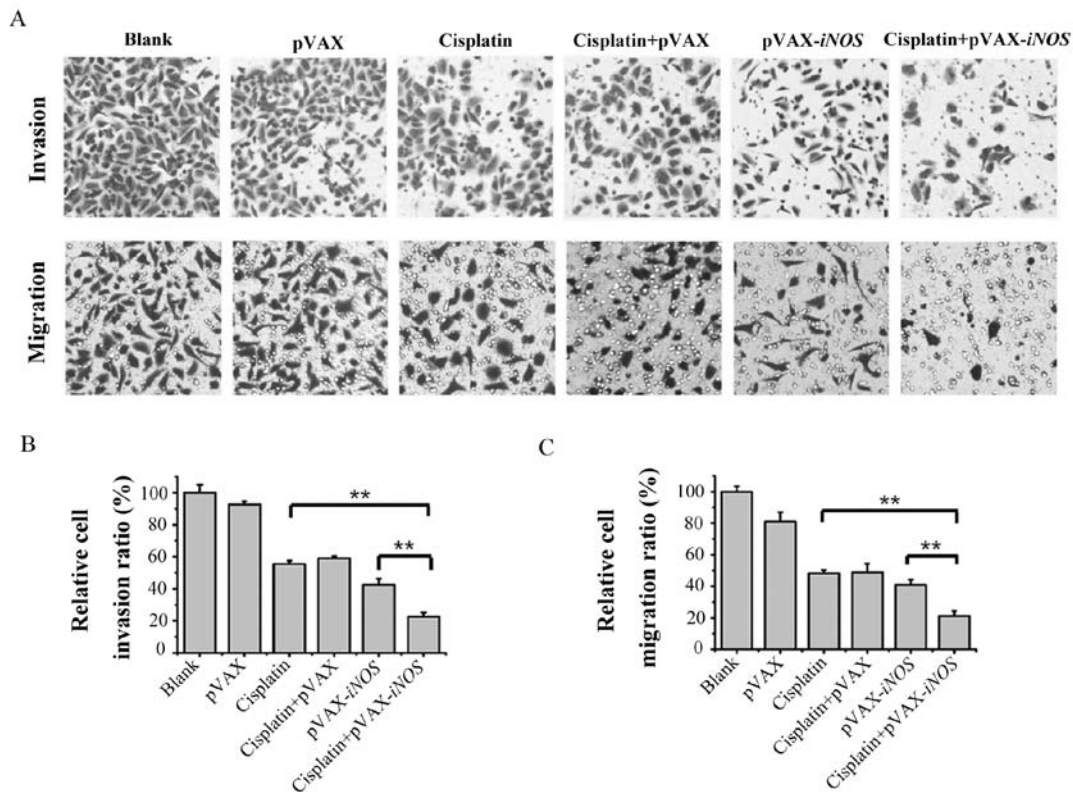 A
Blank pVAX Cisplatin Cisplatin+pVAX pVAX-iNOS Cisplatin+pVAX-iNOS
Invasion
Migration
B
Relative cell
invasion ratio (%)
100
80
60
40
20
0
**
**
Blank
pVAX
Cisplatin
Cisplatin+pVAX
pVAX-iNOS
Cisplatin+pVAX-iNOS
C
Relative cell
migration ratio (%)
100
80
60
40
20
0
**
**
Blank
pVAX
Cisplatin
Cisplatin+pVAX
pVAX-iNOS
Cisplatin+pVAX-iNOS